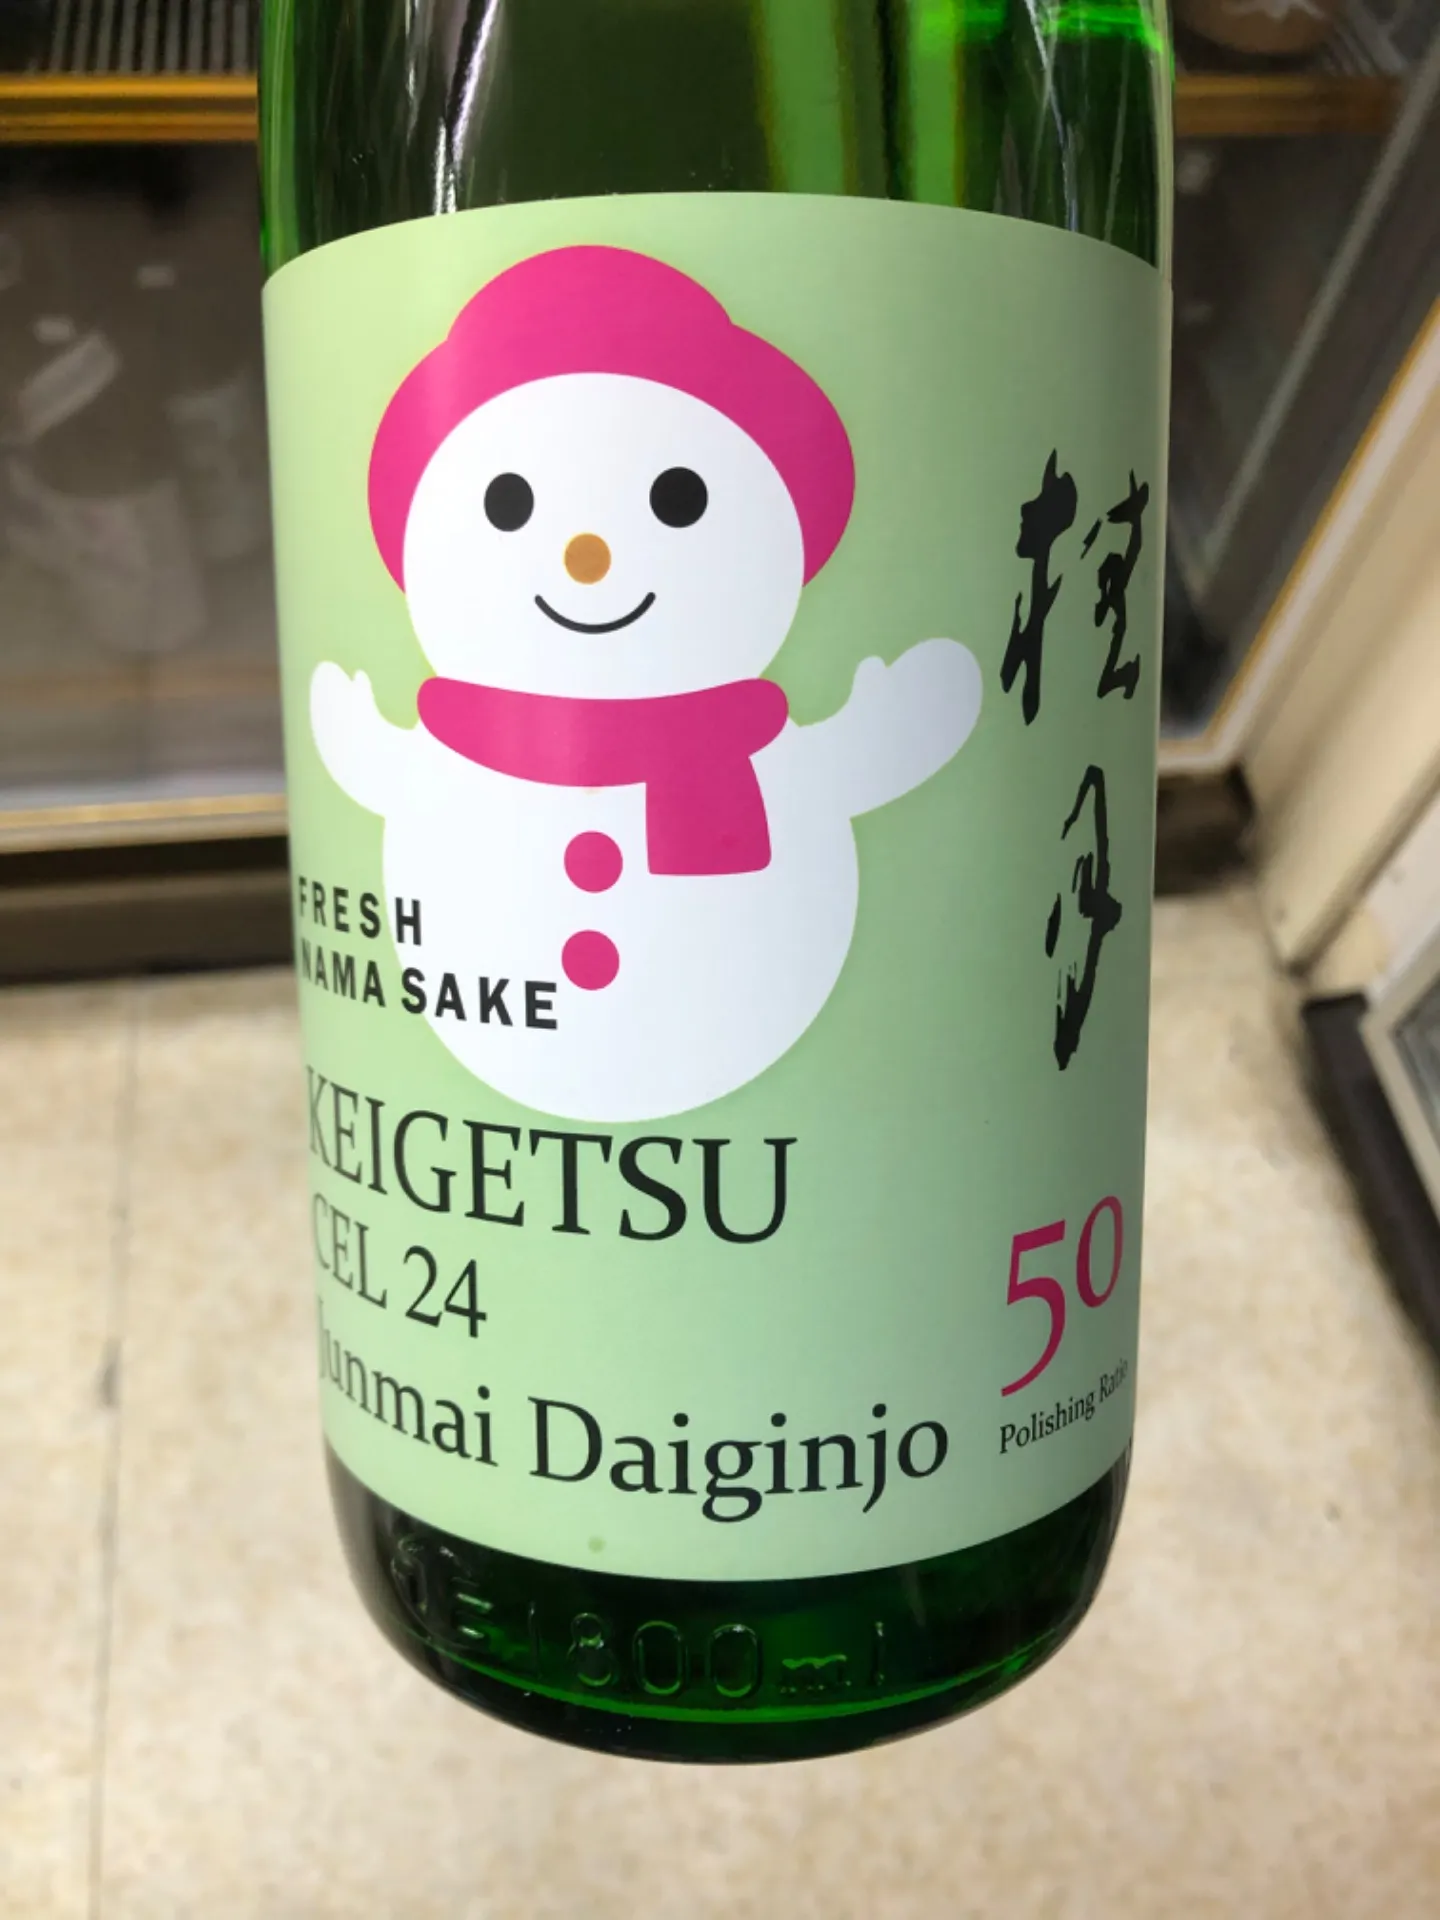 桂月
FRESH
NAMA SAKE
KEIGETSU
CEL 24
Junmai Daiginjo
50
Polishing Ratio
1800ml